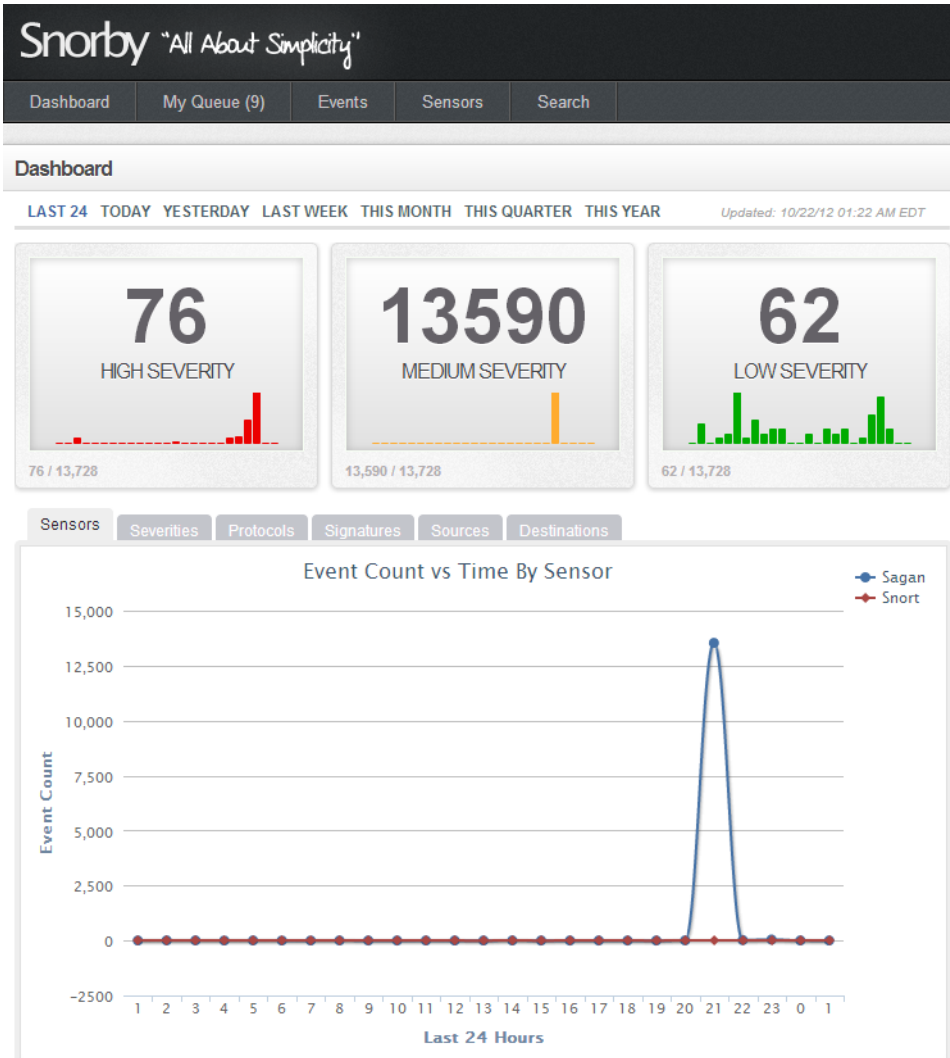 Snorby "All About Simplicity"
Dashboard My Queue (9) Events Sensors Search
Dashboard
LAST 24 TODAY YESTERDAY LAST WEEK THIS MONTH THIS QUARTER THIS YEAR Updated: 10/22/12 01:22 AM EDT
76 13590 62
HIGH SEVERITY MEDIUM SEVERITY LOW SEVERITY
76 / 13,728 13,590 / 13,728 62 / 13,728
Sensors Severities Protocols Signatures Sources Destinations
Event Count vs Time By Sensor
Sagan
Snort
15,000
12,500
10,000
7,500
5,000
2,500
0
-2500
Event Count
1 2 3 4 5 6 7 8 9 10 11 12 13 14 15 16 17 18 19 20 21 22 23 0 1
Last 24 Hours